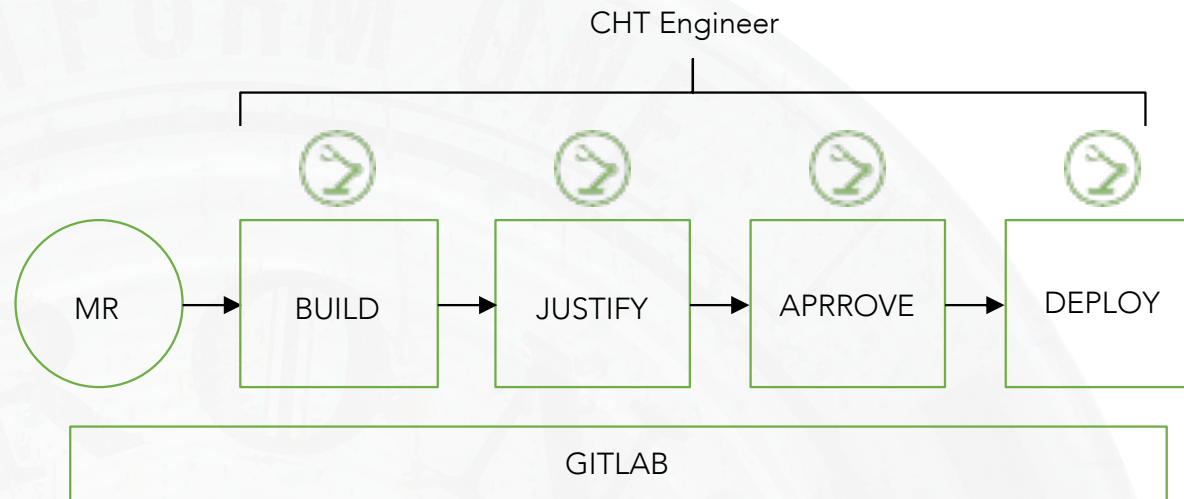 CHT Engineer
MR
BUILD
JUSTIFY
APRROVE
DEPLOY
GITLAB